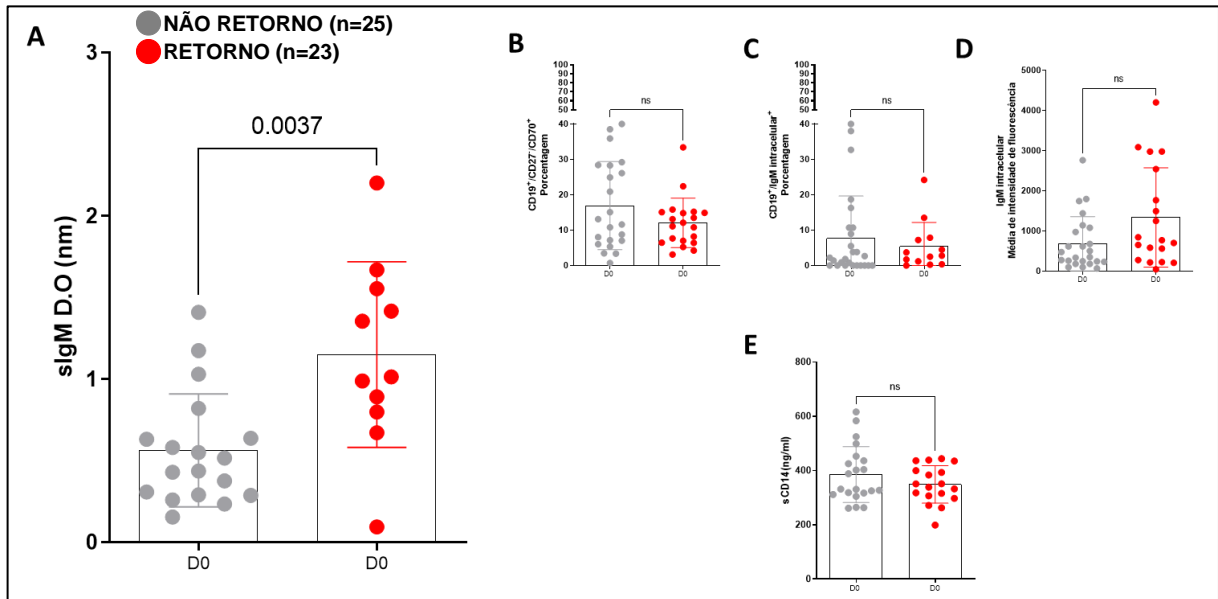 A
NÃO RETORNO (n=25)
RETORNO (n=23)
3
2
1
0
sIgM D.O (nm)
0.0037
D0
D0
B
100
90
80
70
60
50
40
30
20
10
0
CD19+/CD27-/CD70+
Porcentagem
ns
D0
D0
C
100
90
80
70
60
50
40
30
20
10
0
CD19+/IgM intracelular+
Porcentagem
ns
D0
D0
D
5000
4000
3000
2000
1000
0
IgM intracelular
Média de intensidade de fluorescência
ns
D0
D0
E
800
600
400
200
0
sCD14(ng/ml)
ns
D0
D0